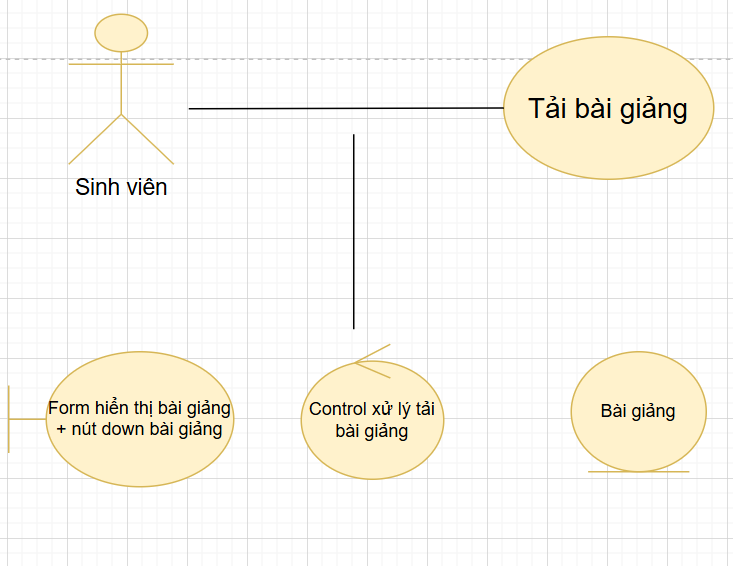 Tải bài giảng
Sinh viên
Form hiển thị bài giảng
+ nút down bài giảng
Control xử lý tải
bài giảng
Bài giảng